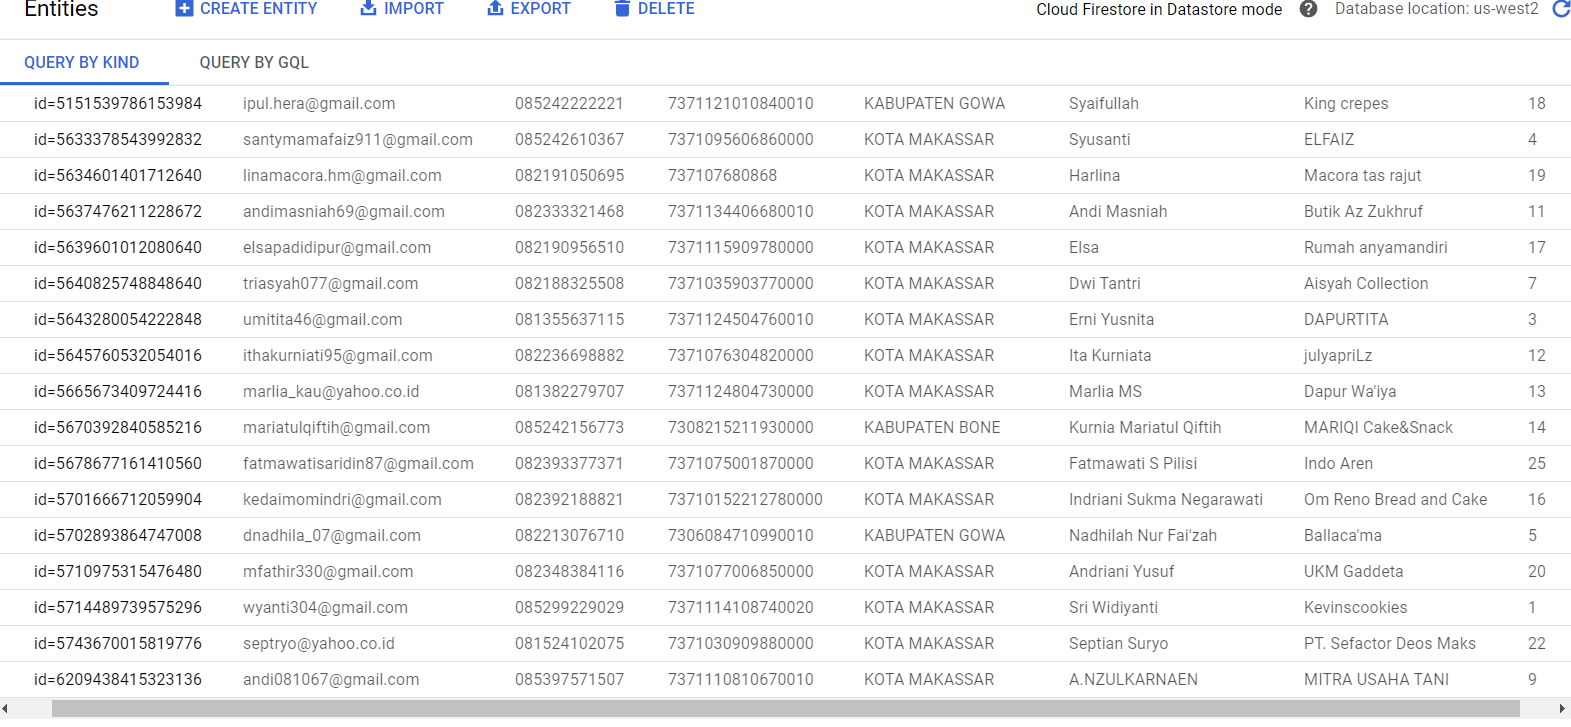 Entities CREATE ENTITY IMPORT EXPORT DELETE Cloud Firestore in Datastore mode ? Database location: us-west2
QUERY BY KIND QUERY BY GQL
id=5151539786153984 ipul.hera@gmail.com 085242222221 7371121010840010 KABUPATEN GOWA Syaifullah King crepes 18
id=5633378543992832 santymamafaiz911@gmail.com 085242610367 7371095606860000 KOTA MAKASSAR Syusanti ELFAIZ 4
id=5634601401712640 linamacora.hm@gmail.com 082191050695 737107680868 KOTA MAKASSAR Harlina Macora tas rajut 19
id=5637476211228672 andimasniah69@gmail.com 082333321468 7371134406680010 KOTA MAKASSAR Andi Masniah Butik Az Zukhruf 11
id=5639601012080640 elsapadidipur@gmail.com 082190956510 7371115909780000 KOTA MAKASSAR Elsa Rumah anyamandiri 17
id=5640825748848640 triasyah077@gmail.com 082188325508 7371035903770000 KOTA MAKASSAR Dwi Tantri Aisyah Collection 7
id=5643280054222848 umitita46@gmail.com 081355637115 7371124504760010 KOTA MAKASSAR Erni Yusnita DAPURTITA 3
id=5645760532054016 ithakurniati95@gmail.com 082236698882 7371076304820000 KOTA MAKASSAR Ita Kurniata julyapriLz 12
id=5665673409724416 marlia_kau@yahoo.co.id 081382279707 7371124804730000 KOTA MAKASSAR Marlia MS Dapur Wa'iya 13
id=5670392840585216 mariatulqiftih@gmail.com 085242156773 7308215211930000 KABUPATEN BONE Kurnia Mariatul Qiftih MARIQI Cake&Snack 14
id=5678677161410560 fatmawatisaridin87@gmail.com 082393377371 7371075001870000 KOTA MAKASSAR Fatmawati S Pilisi Indo Aren 25
id=5701666712059904 kedaimomindri@gmail.com 082392188821 73710152212780000 KOTA MAKASSAR Indriani Sukma Negarawati Om Reno Bread and Cake 16
id=5702893864747008 dnadhila_07@gmail.com 082213076710 7306084710990010 KABUPATEN GOWA Nadhilah Nur Fai'zah Ballaca'ma 5
id=5710975315476480 mfathir330@gmail.com 082348384116 7371077006850000 KOTA MAKASSAR Andriani Yusuf UKM Gaddeta 20
id=5714489739575296 wyanti304@gmail.com 085299229029 7371114108740020 KOTA MAKASSAR Sri Widiyanti Kevinscookies 1
id=5743670015819776 septryo@yahoo.co.id 081524102075 7371030909880000 KOTA MAKASSAR Septian Suryo PT. Sefactor Deos Maks 22
id=6209438415323136 andi081067@gmail.com 085397571507 7371110810670010 KOTA MAKASSAR A.NZULKARNAEN MITRA USAHA TANI 9